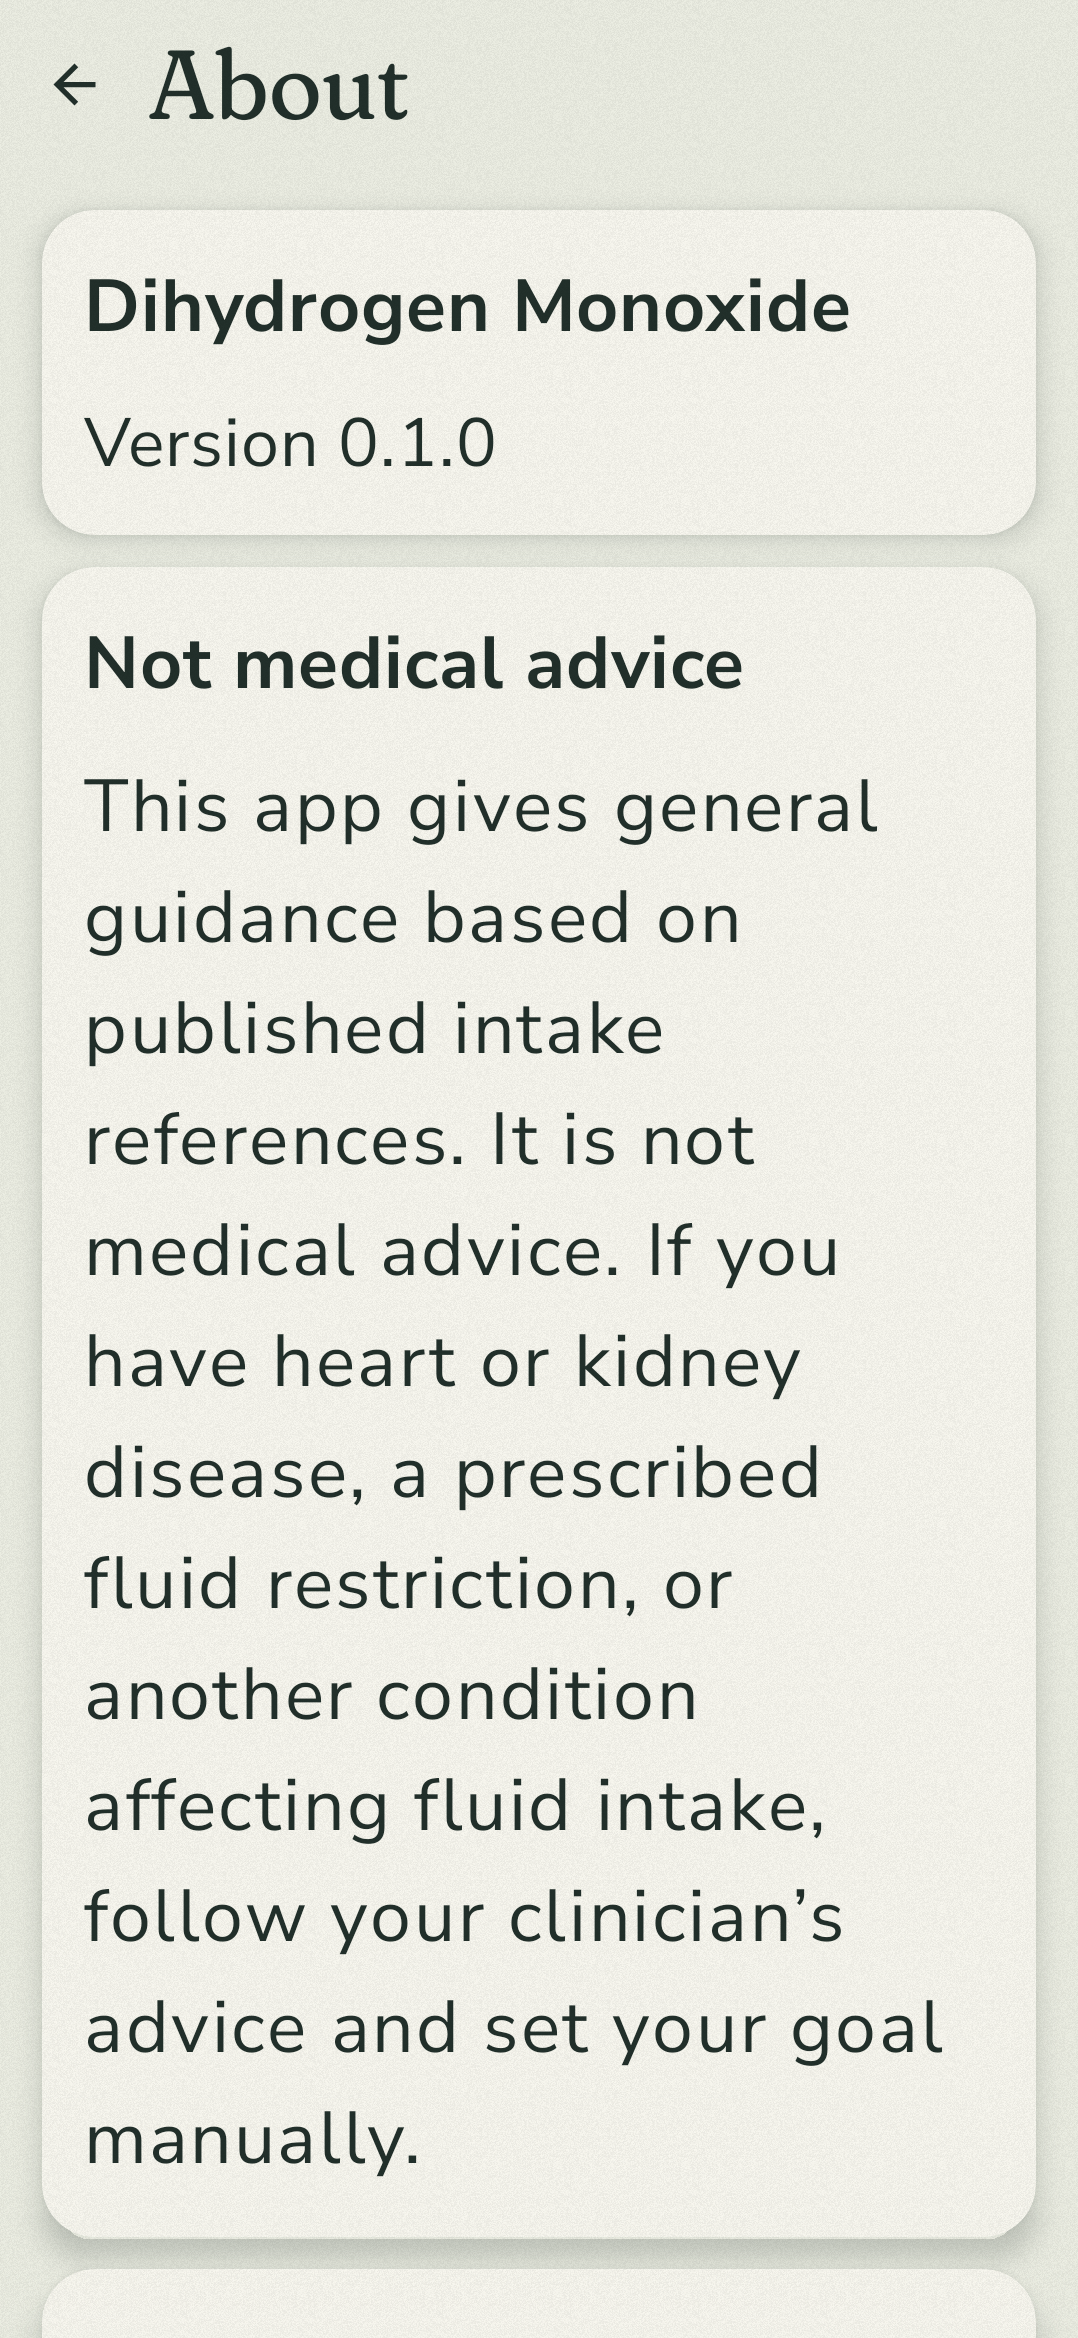 About
Dihydrogen Monoxide
Version 0.1.0
Not medical advice
This app gives general
guidance based on
published intake
references. It is not
medical advice. If you
have heart or kidney
disease, a prescribed
fluid restriction, or
another condition
affecting fluid intake,
follow your clinician’s
advice and set your goal
manually.